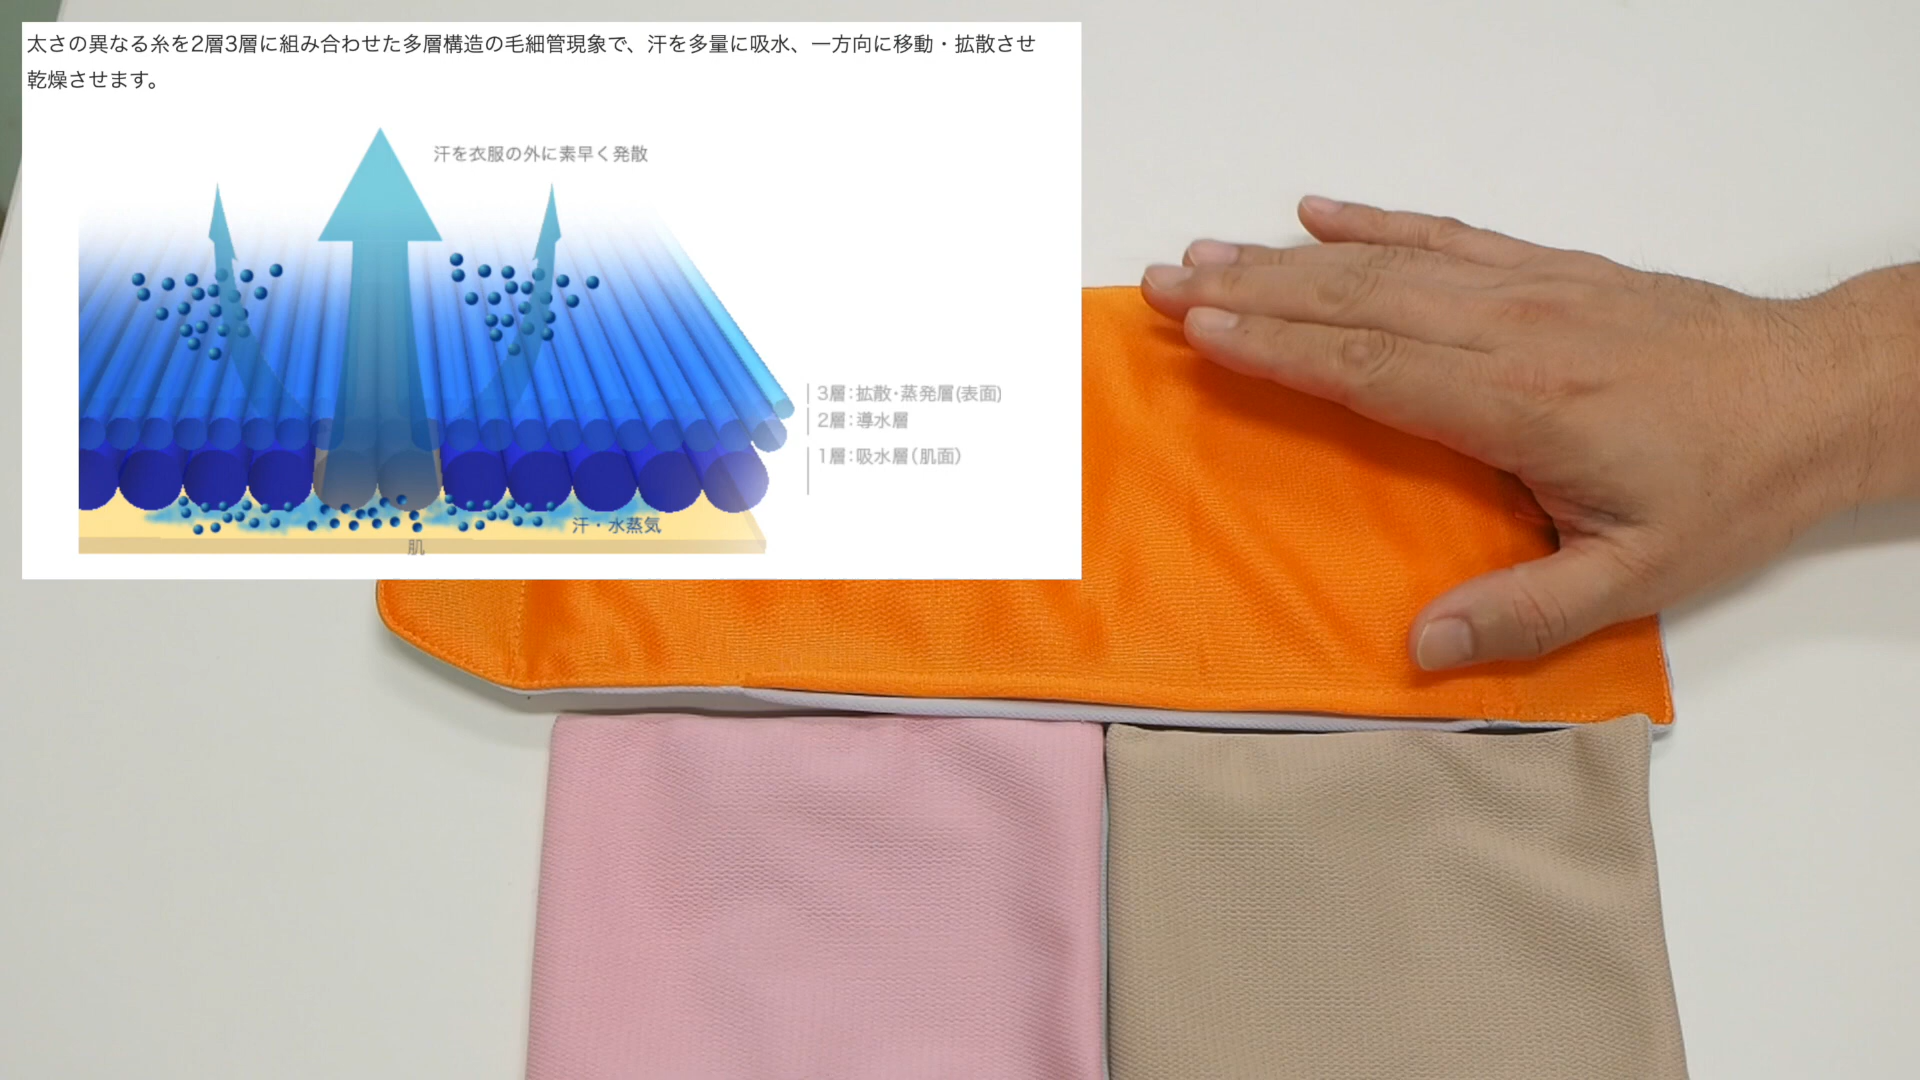 太さの異なる糸を2層3層に組み合わせた多層構造の毛細管現象で、汗を多量に吸水、一方向に移動・拡散させ
乾燥させます。
汗を衣服の外に素早く発散
3層:拡散・蒸発層(表面)
2層:導水層
1層:吸水層(肌面)
汗・水蒸気
肌